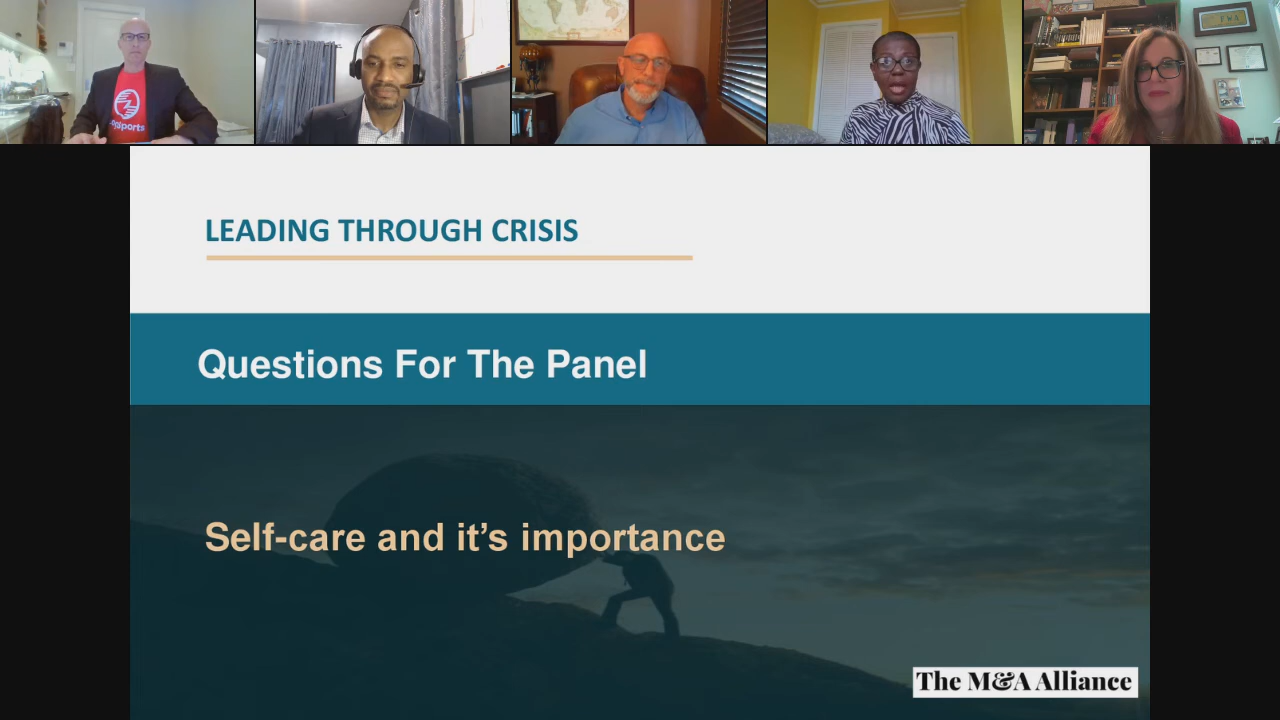 LEADING THROUGH CRISIS
Questions For The Panel
Self-care and it's importance
The M&A Alliance